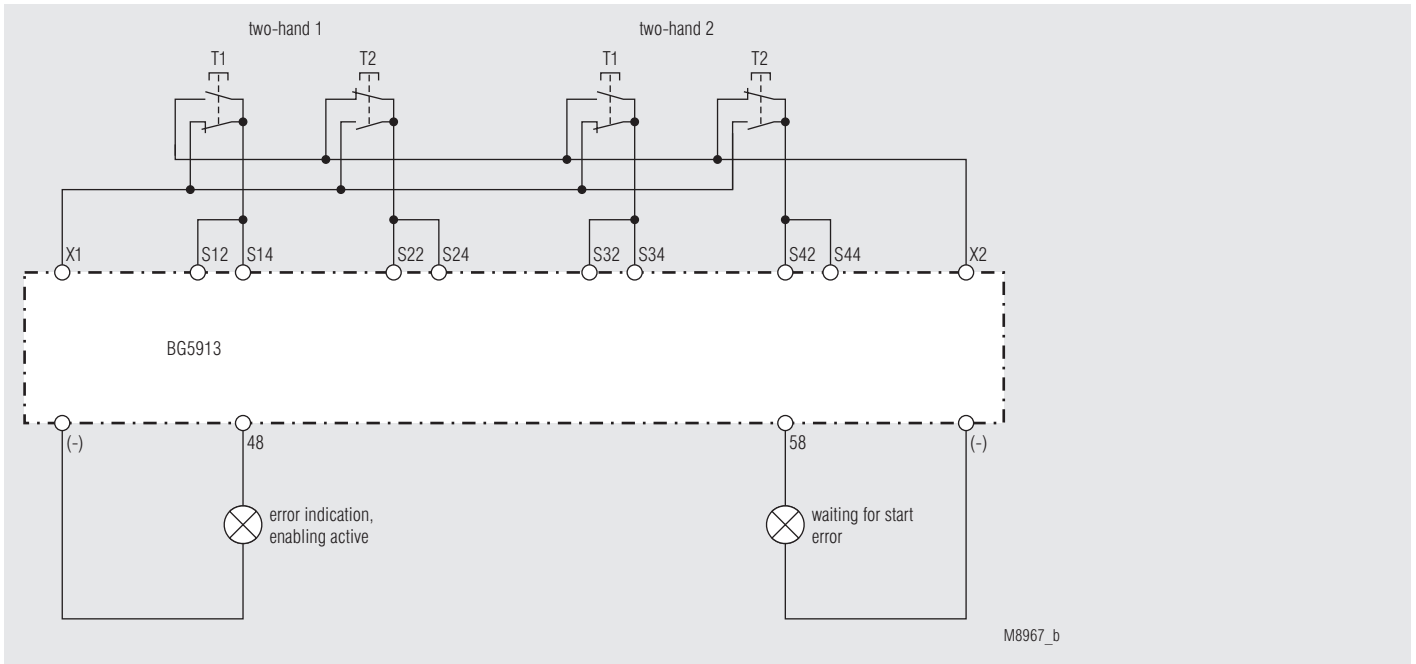 two-hand 1
two-hand 2
T1
T2
T1
T2
X1
S12
S14
S22
S24
S32
S34
S42
S44
X2
BG5913
(-)
48
58
(-)
error indication,
enabling active
waiting for start
error
M8967_b